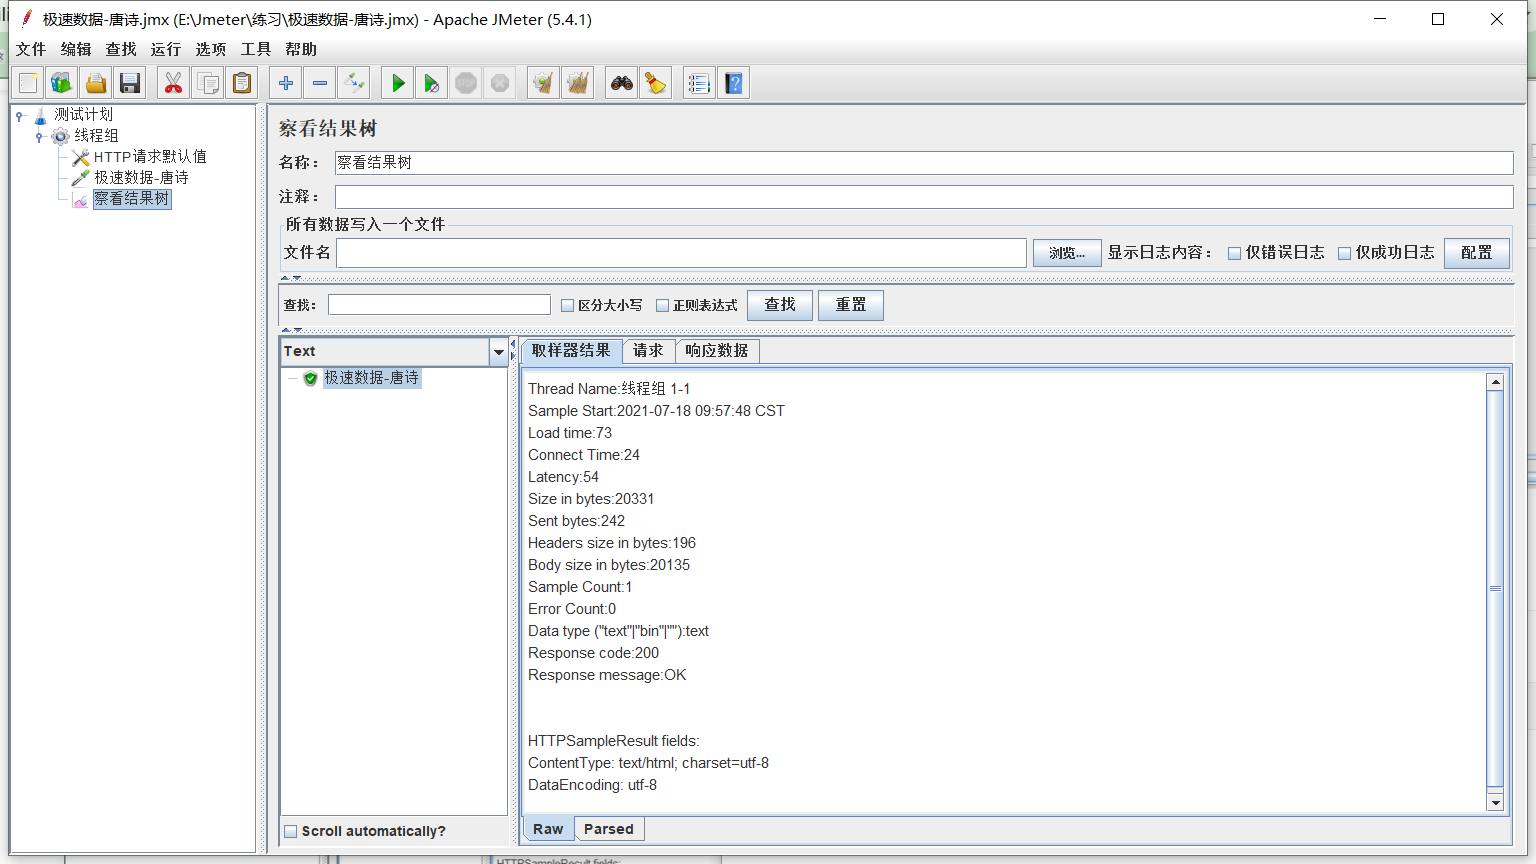 极速数据-唐诗.jmx (E:\Jmeter\练习\极速数据-唐诗.jmx) - Apache JMeter (5.4.1)
文件 编辑 查找 运行 选项 工具 帮助
测试计划
线程组
HTTP请求默认值
极速数据-唐诗
察看结果树
察看结果树
名称： 察看结果树
注释：
所有数据写入一个文件
文件名 浏览... 显示日志内容： 仅错误日志 仅成功日志 配置
查找: 区分大小写 正则表达式 查找 重置
Text
极速数据-唐诗
Scroll automatically?
取样器结果 请求 响应数据
Thread Name:线程组 1-1
Sample Start:2021-07-18 09:57:48 CST
Load time:73
Connect Time:24
Latency:54
Size in bytes:20331
Sent bytes:242
Headers size in bytes:196
Body size in bytes:20135
Sample Count:1
Error Count:0
Data type ("text"|"bin"|""):text
Response code:200
Response message:OK
HTTPSampleResult fields:
ContentType: text/html; charset=utf-8
DataEncoding: utf-8
Raw Parsed
HTTPSampleResult fields: